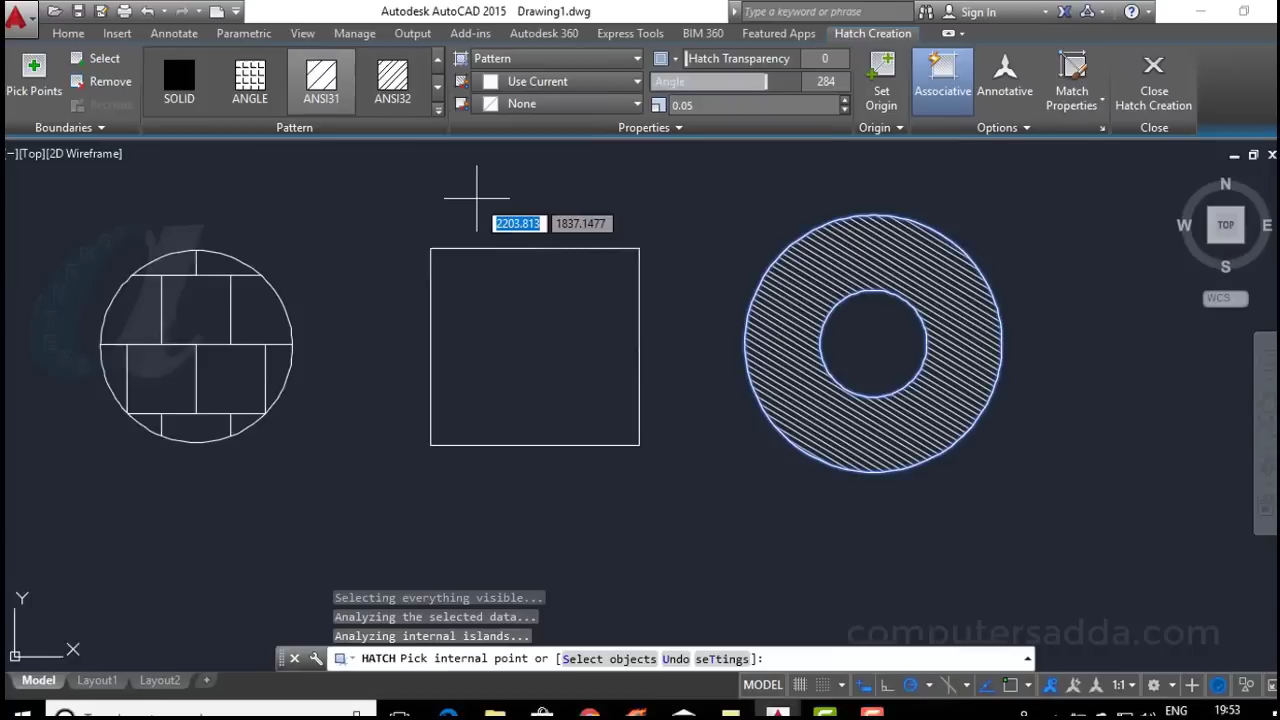 Autodesk AutoCAD 2015 Drawing1.dwg Type a keyword or phrase Sign In
Home Insert Annotate Parametric View Manage Output Add-ins Autodesk 360 Express Tools BIM 360 Featured Apps Hatch Creation
Pick Points Select Remove
SOLID ANGLE ANSI31 ANSI32
Pattern Hatch Transparency 0
Use Current Angle 284
None 0.05
Set Origin Associative Annotative Match Properties Close Hatch Creation
Boundaries Pattern Properties Origin Options Close
[−][Top][2D Wireframe]
N
W TOP E
S
WCS
2203.813 1837.1477
Y
X
Selecting everything visible...
Analyzing the selected data...
Analyzing internal islands...
computersadda.com
HATCH Pick internal point or [Select objects Undo seTtings]:
Model Layout1 Layout2 + MODEL 1:1
ENG 19:53